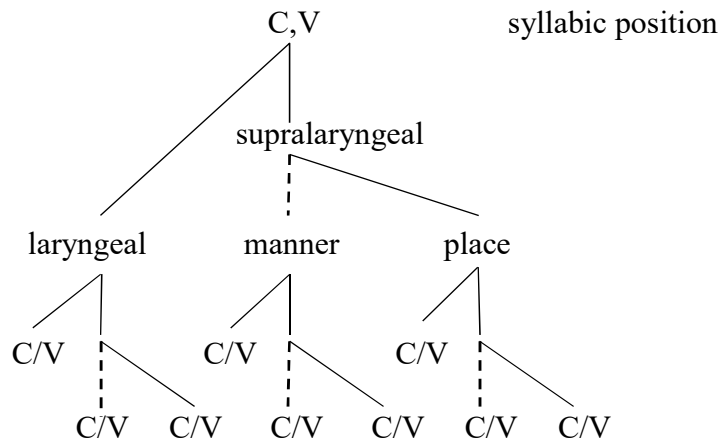 C,V syllabic position
supralaryngeal
laryngeal manner place
C/V C/V C/V
C/V C/V C/V C/V C/V C/V